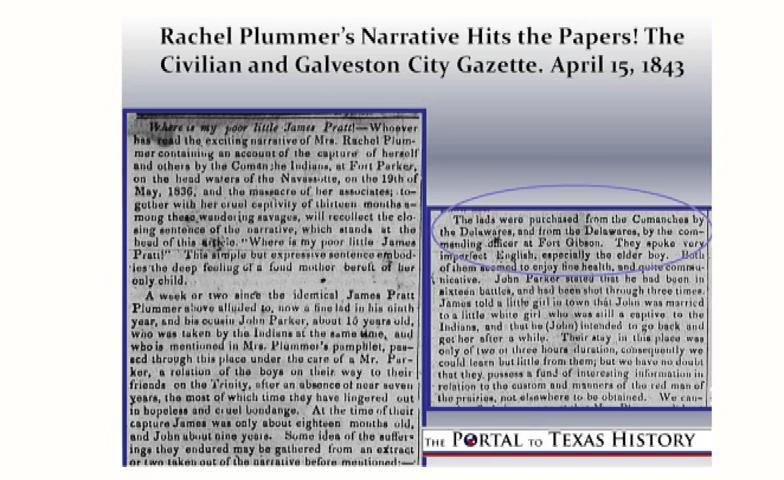 Rachel Plummer's Narrative Hits the Papers! The
Civilian and Galveston City Gazette. April 15, 1843
Where is my poor little James Pratt!—Whoever
has read the exciting narrative of Mrs. Rachel Plum-
mer containing an account of the capture of herself
and others by the Comanche Indians, at Fort Parker,
on the head waters of the Navasotte, on the 19th of
May, 1836, and the massacre of her associates; to-
gether with her cruel captivity of thirteen months a-
mong these wandering savages, will recollect the clo-
sing sentence of the narrative, which stands at the
head of this article. "Where is my poor little James
Pratt!" This simple but expressive sentence embod-
ies the deep feeling of a fond mother bereft of her
only child.
A week or two since the identical James Pratt
Plummer above alluded to, now a fine lad in his ninth
year, and his cousin John Parker, about 15 years old,
who was taken by the Indians at the same time, and
who is mentioned in Mrs. Plummer's pamphlet, pas-
sed through this place under the care of a Mr. Par-
ker, a relation of the boys on their way to their
friends on the Trinity, after an absence of near seven
years, the most of which time they have lingered out
in hopeless and cruel bondage. At the time of their
capture James was only about eighteen months old,
and John about nine years. Some idea of the suffer-
ings they endured may be gathered from an extract
or two taken out of the narrative before mentioned:—
The lads were purchased from the Comanches by
the Delawares, and from the Delawares, by the com-
manding officer at Fort Gibson. They spoke very
imperfect English, especially the elder boy. Both
of them seemed to enjoy fine health, and quite commu-
nicative. John Parker stated that he had been in
sixteen battles, and had been shot through three times.
James told a little girl in town that John was married
to a little white girl who was still a captive to the
Indians, and that he (John) intended to go back and
get her after a while. Their stay in this place was
only of two or three hours duration, consequently we
could learn but little from them; but we have no doubt
that they, possess a fund of interesting information in
relation to the custom and manners of the red man of
the prairies, not elsewhere to be obtained. We can-
THE PORTAL TO TEXAS HISTORY